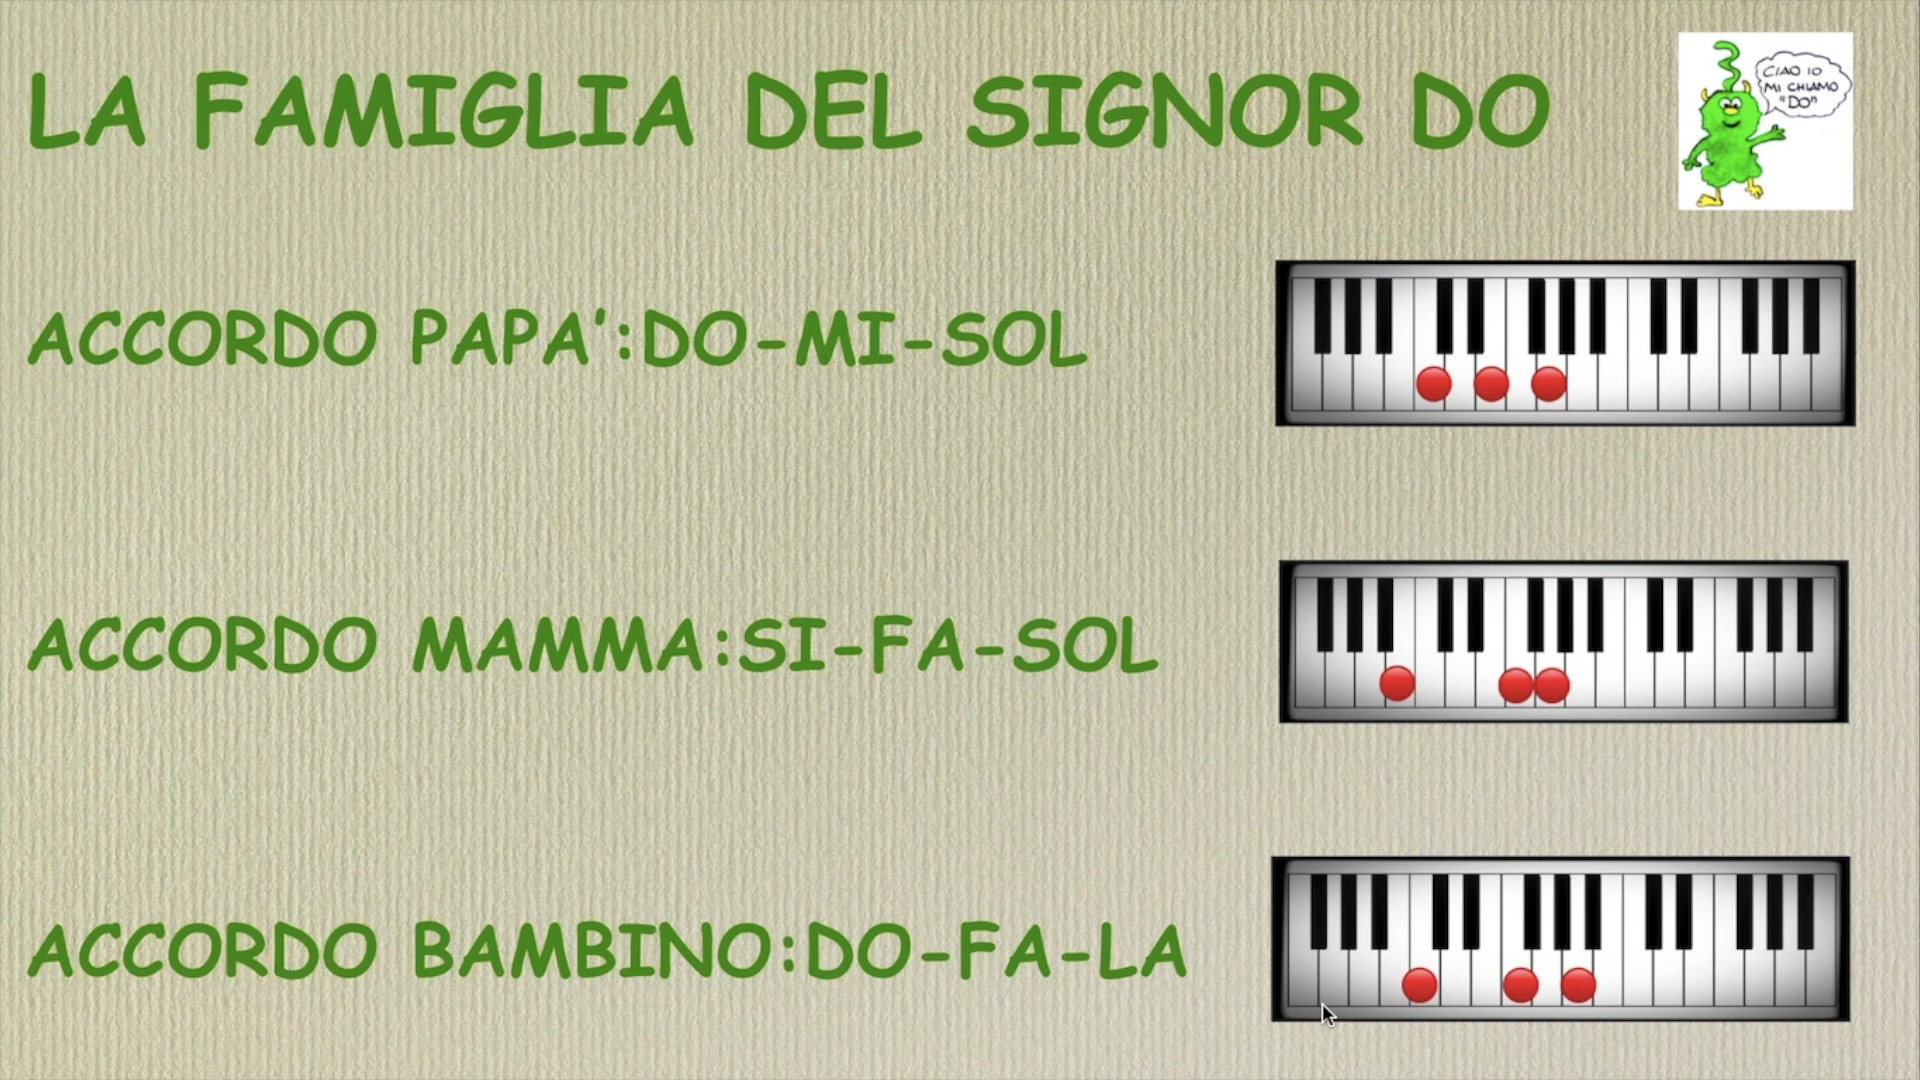 LA FAMIGLIA DEL SIGNOR DO
CIAO IO
MI CHIAMO
"DO"
ACCORDO PAPA':DO-MI-SOL
ACCORDO MAMMA:SI-FA-SOL
ACCORDO BAMBINO:DO-FA-LA